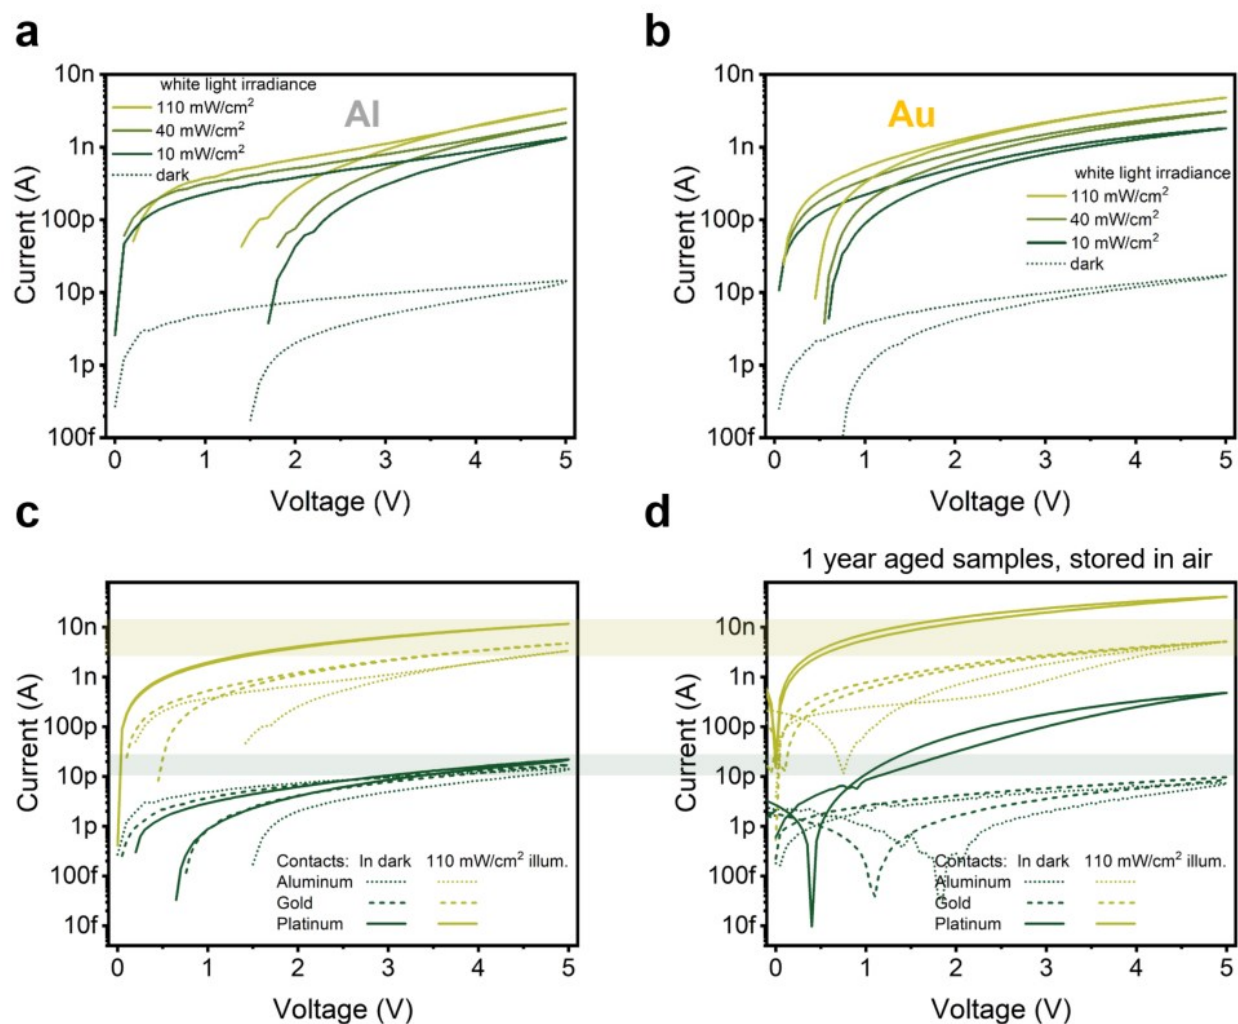 a
10n
1n
100p
10p
1p
100f
Current (A)
white light irradiance
110 mW/cm²
40 mW/cm²
10 mW/cm²
dark
Al
0 1 2 3 4 5
Voltage (V)
b
10n
1n
100p
10p
1p
100f
Current (A)
Au
white light irradiance
110 mW/cm²
40 mW/cm²
10 mW/cm²
dark
0 1 2 3 4 5
Voltage (V)
c
10n
1n
100p
10p
1p
100f
10f
Current (A)
Contacts: In dark 110 mW/cm² illum.
Aluminum
Gold
Platinum
0 1 2 3 4 5
Voltage (V)
d
1 year aged samples, stored in air
10n
1n
100p
10p
1p
100f
10f
Current (A)
Contacts: In dark 110 mW/cm² illum.
Aluminum
Gold
Platinum
0 1 2 3 4 5
Voltage (V)